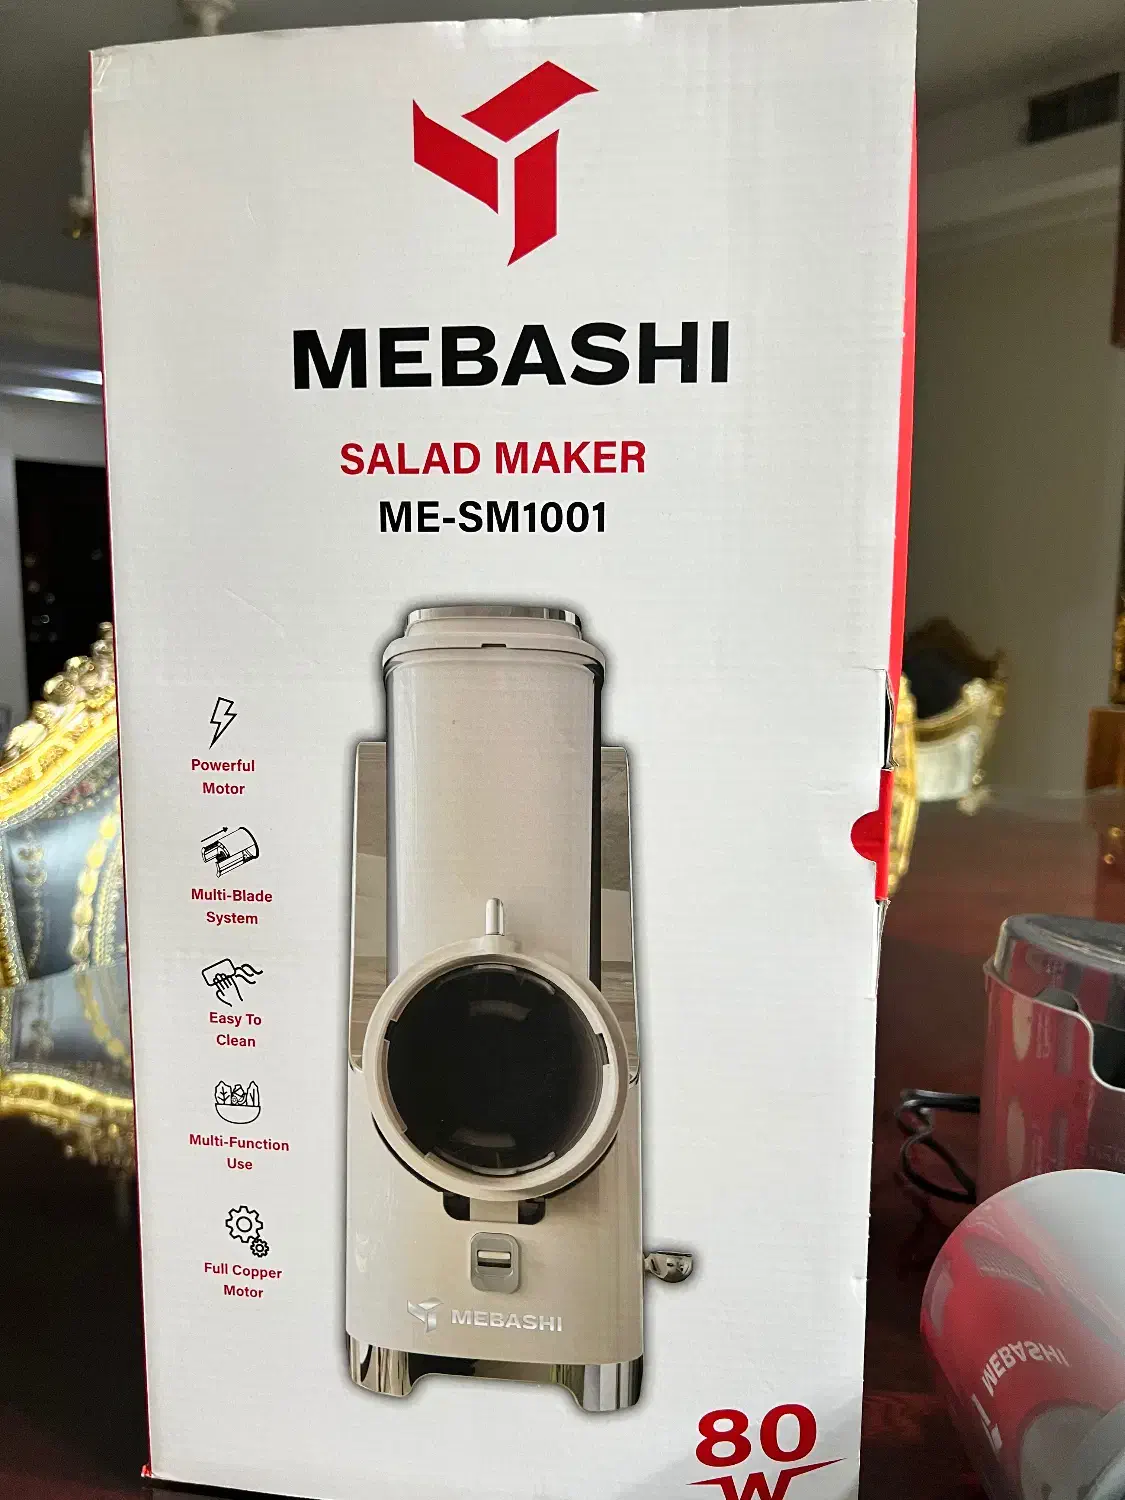 MEBASHI
SALAD MAKER
ME-SM1001
Powerful
Motor
Multi-Blade
System
Easy To
Clean
Multi-Function
Use
Full Copper
Motor
MEBASHI
80
W
MEBASHI